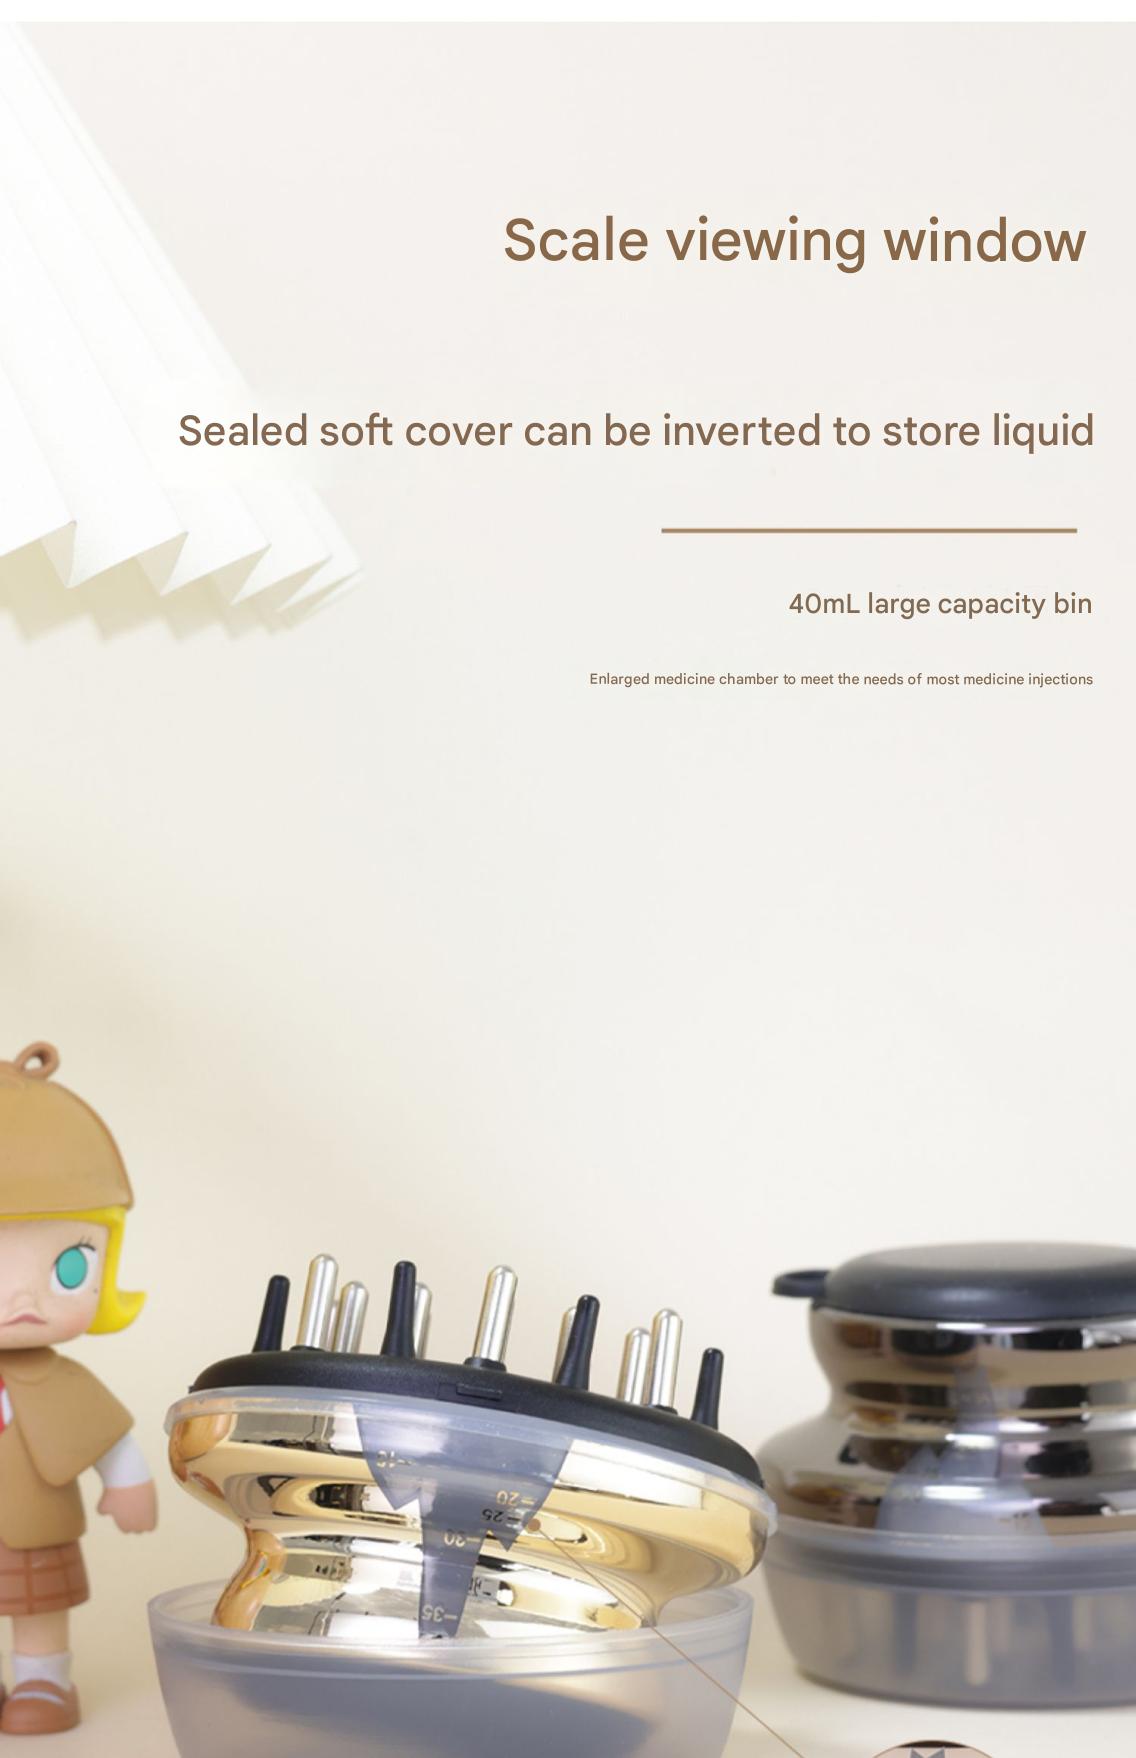 Scale viewing window
Sealed soft cover can be inverted to store liquid
40mL large capacity bin
Enlarged medicine chamber to meet the needs of most medicine injections
20
25
30
35